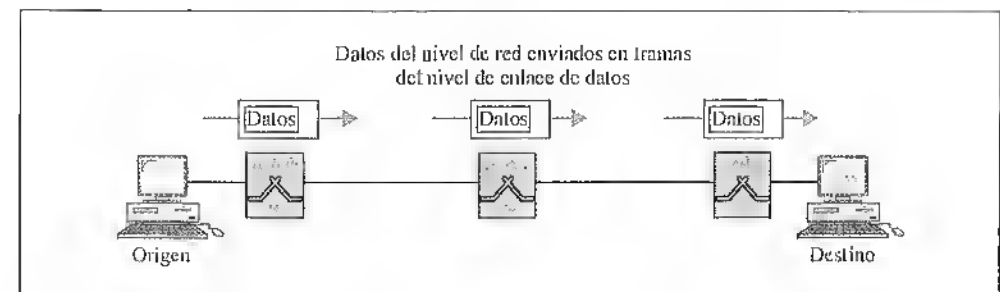 Datos del nivel de red enviados en tramas
del nivel de enlace de datos
Datos
Datos
Datos
Origen
Destino